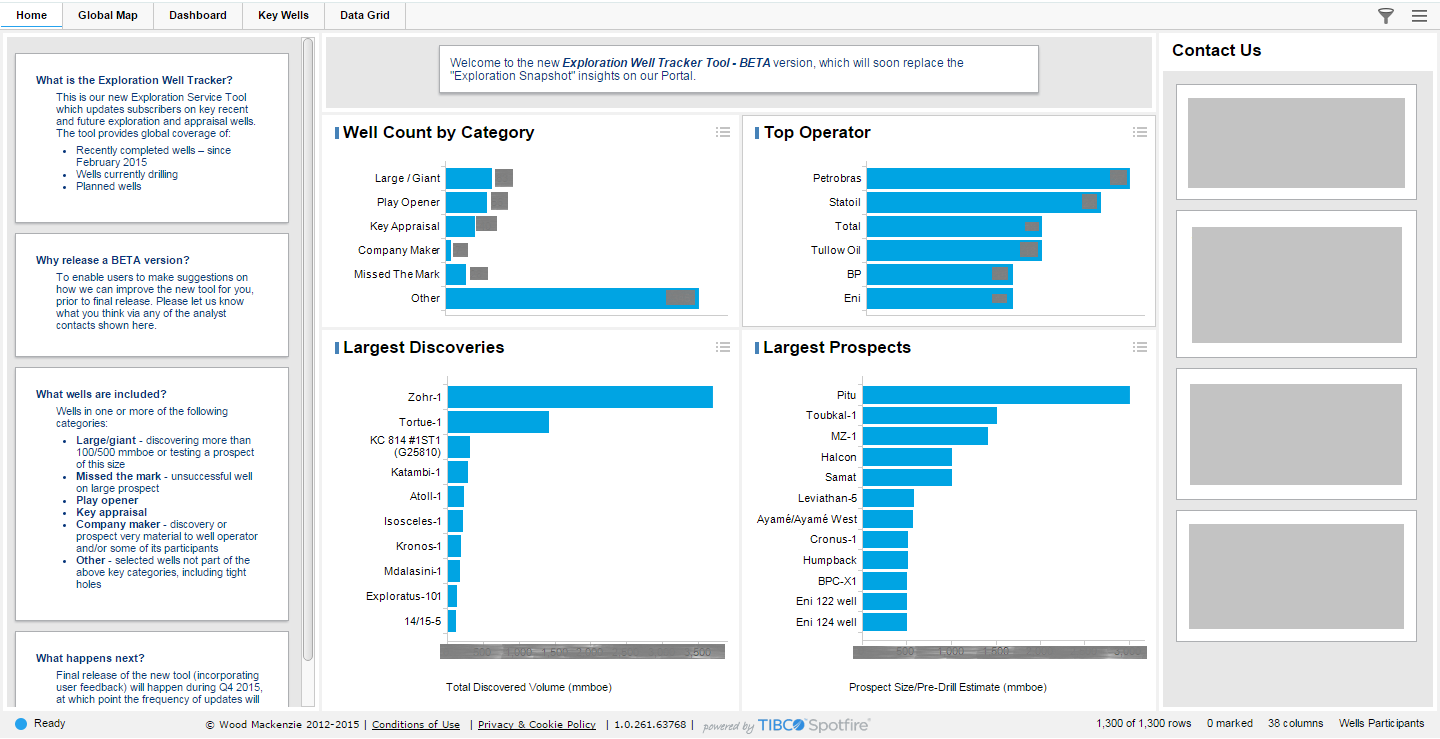 Home
Global Map
Dashboard
Key Wells
Data Grid
What is the Exploration Well Tracker?
This is our new Exploration Service Tool
which updates subscribers on key recent
and future exploration and appraisal wells.
The tool provides global coverage of:
• Recently completed wells – since
February 2015
• Wells currently drilling
• Planned wells
Why release a BETA version?
To enable users to make suggestions on
how we can improve the new tool for you,
prior to final release. Please let us know
what you think via any of the analyst
contacts shown here.
What wells are included?
Wells in one or more of the following
categories:
• Large/giant - discovering more than
100/500 mmboe or testing a prospect
of this size
• Missed the mark - unsuccessful well
on large prospect
• Play opener
• Key appraisal
• Company maker - discovery or
prospect very material to well operator
and/or some of its participants
• Other - selected wells not part of the
above key categories, including tight
holes
What happens next?
Final release of the new tool (incorporating
user feedback) will happen during Q4 2015,
at which point the frequency of updates will
Welcome to the new Exploration Well Tracker Tool - BETA version, which will soon replace the
"Exploration Snapshot" insights on our Portal.
Well Count by Category
Large / Giant
Play Opener
Key Appraisal
Company Maker
Missed The Mark
Other
Top Operator
Petrobras
Statoil
Total
Tullow Oil
BP
Eni
Largest Discoveries
Zohr-1
Tortue-1
KC 814 #1ST1
(G25810)
Katambi-1
Atoll-1
Isosceles-1
Kronos-1
Mdalasini-1
Exploratus-101
14/15-5
500 1,000 1,500 2,000 2,500 3,000 3,500
Total Discovered Volume (mmboe)
Largest Prospects
Pitu
Toubkal-1
MZ-1
Halcon
Samat
Leviathan-5
Ayamé/Ayamé West
Cronus-1
Humpback
BPC-X1
Eni 122 well
Eni 124 well
500 1,000 1,500 3,000
Prospect Size/Pre-Drill Estimate (mmboe)
Contact Us
Ready
© Wood Mackenzie 2012-2015 | Conditions of Use | Privacy & Cookie Policy | 1.0.261.63768 | powered by TIBCO Spotfire®
1,300 of 1,300 rows
0 marked
38 columns
Wells Participants